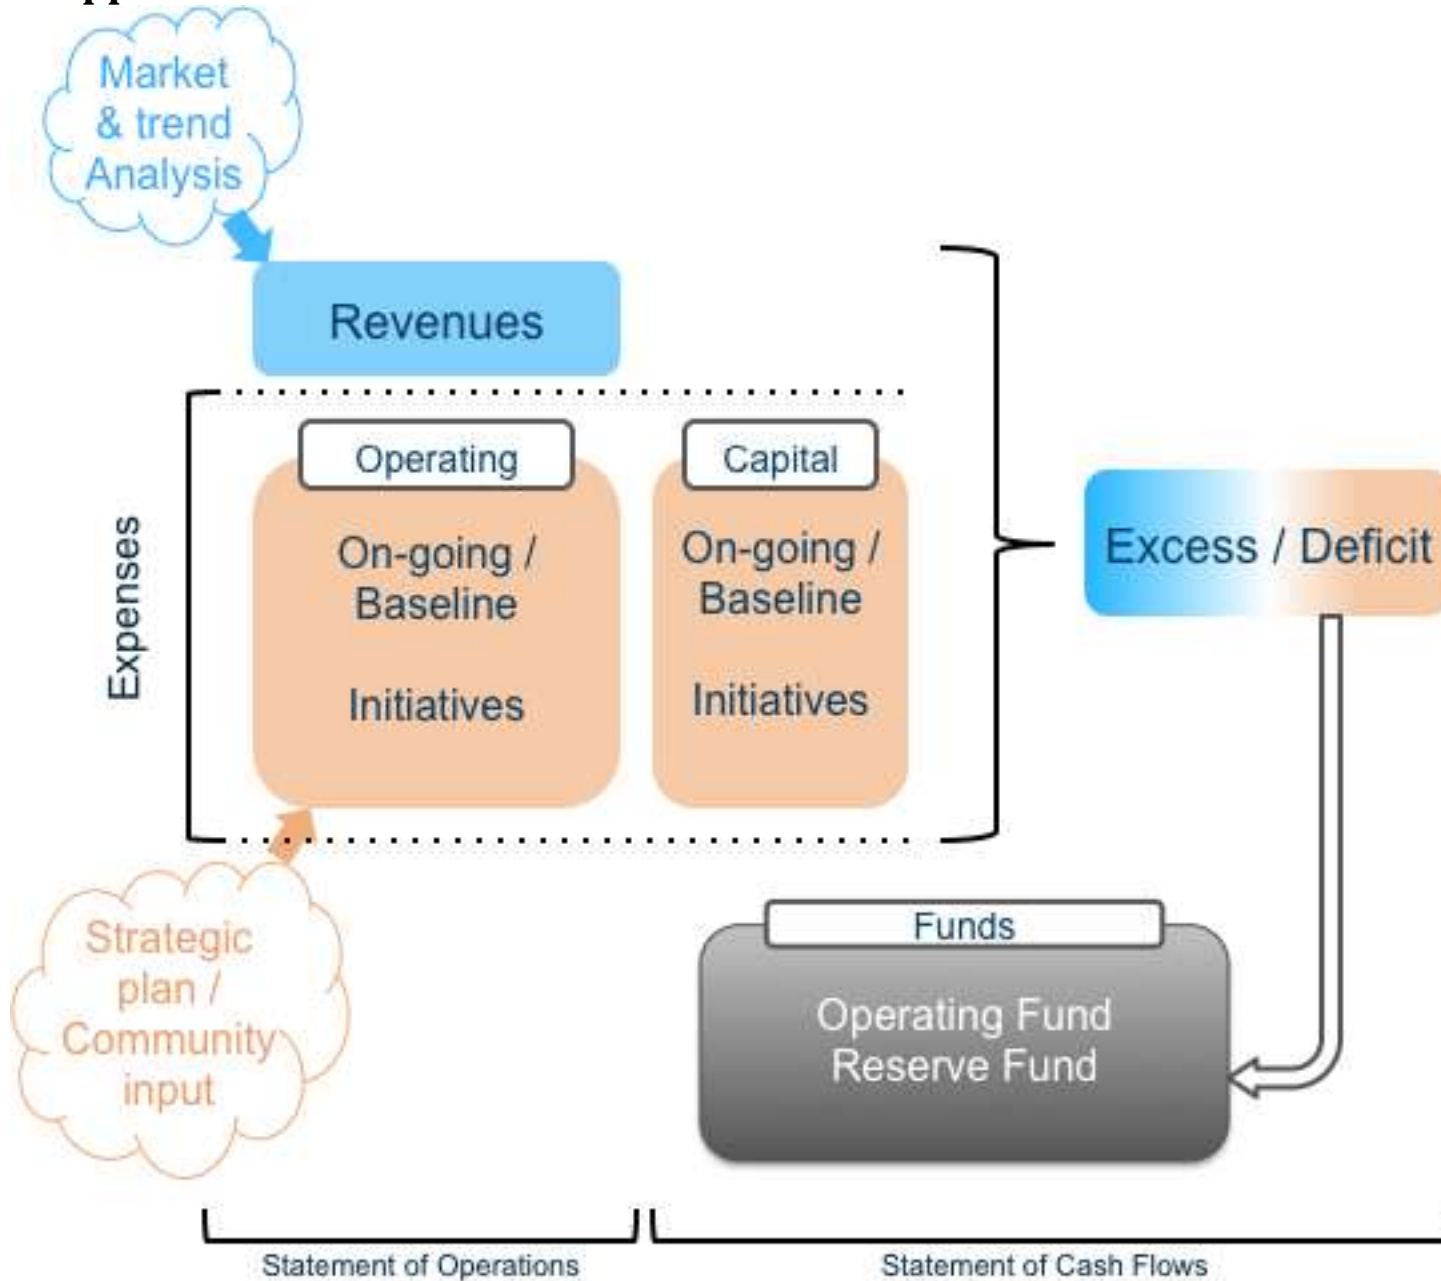 Market
& trend
Analysis
Revenues
Expenses
Operating
On-going /
Baseline
Initiatives
Capital
On-going /
Baseline
Initiatives
Excess / Deficit
Strategic
plan /
Community
input
Funds
Operating Fund
Reserve Fund
Statement of Operations
Statement of Cash Flows